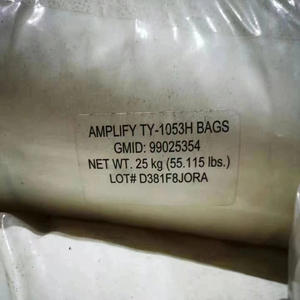 AMPLIFY TY-1053H BAGS
GMID: 99025354
NET WT. 25 kg (55.115 lbs.)
LOT# D381F8JORA